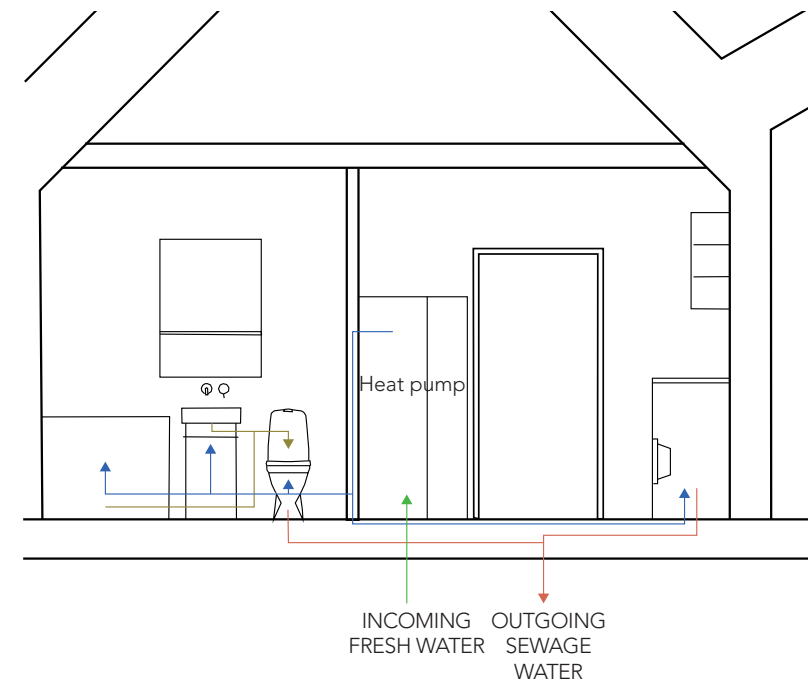 Heat pump
INCOMING
FRESH WATER
OUTGOING
SEWAGE
WATER